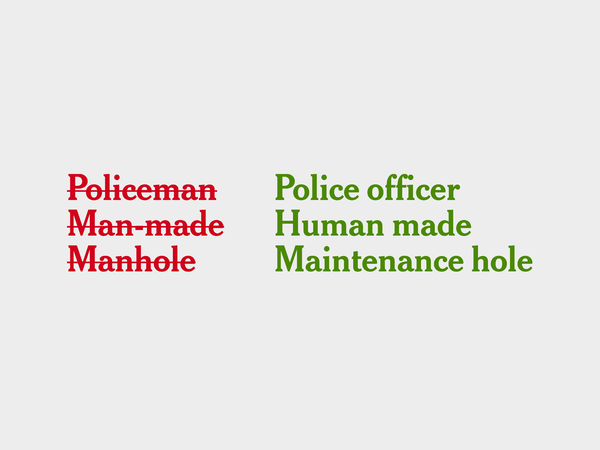 Policeman Police officer
Man-made Human made
Manhole Maintenance hole